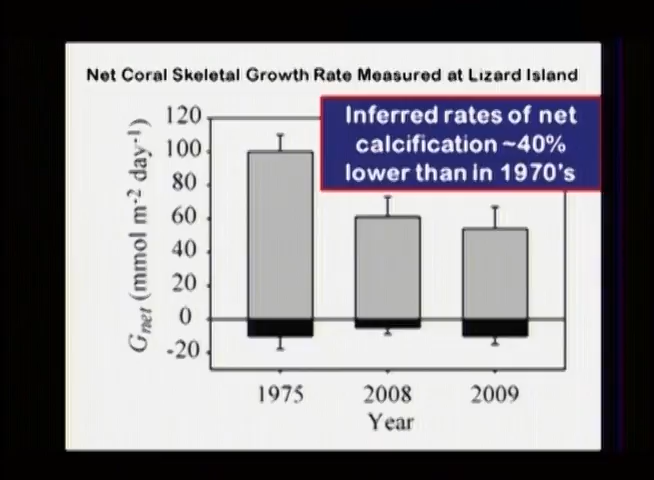 Net Coral Skeletal Growth Rate Measured at Lizard Island
Inferred rates of net
calcification ~40%
lower than in 1970's
G_net (mmol m⁻² day⁻¹)
120
100
80
60
40
20
0
-20
1975 2008 2009
Year